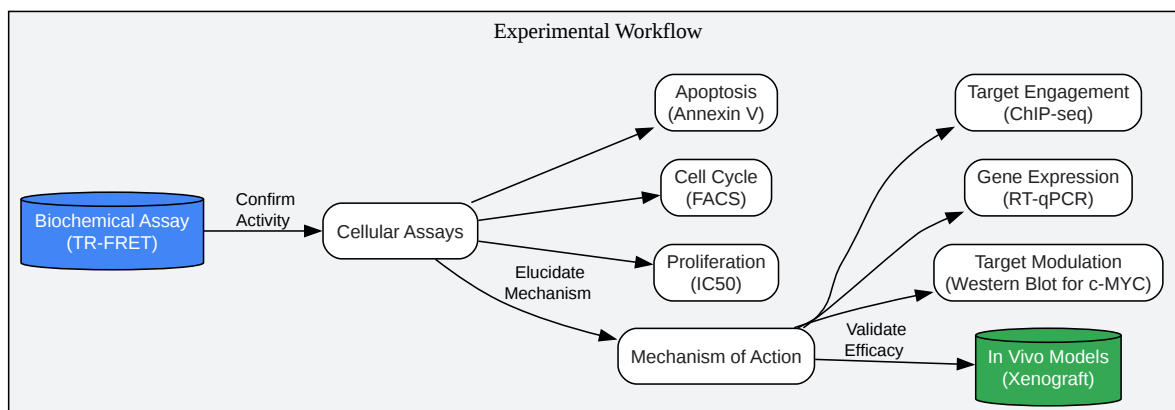 Experimental Workflow
Biochemical Assay
(TR-FRET)
Confirm
Activity
Cellular Assays
Apoptosis
(Annexin V)
Cell Cycle
(FACS)
Proliferation
(IC50)
Elucidate
Mechanism
Mechanism of Action
Target Engagement
(ChIP-seq)
Gene Expression
(RT-qPCR)
Target Modulation
(Western Blot for c-MYC)
Validate
Efficacy
In Vivo Models
(Xenograft)